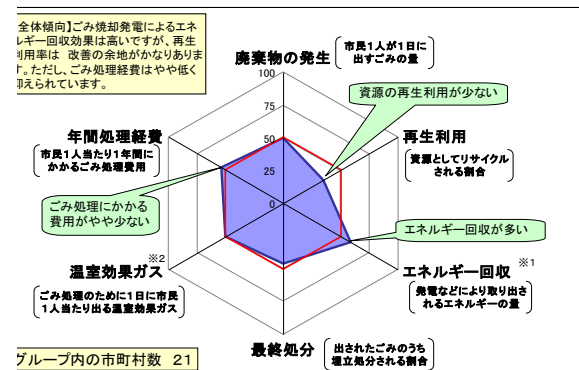 全体傾向】ごみ焼却発電によるエネ
ルギー回収効果は高いですが、再生
利用率は 改善の余地がかなりありま
す。ただし、ごみ処理経費はやや低く
抑えられています。
廃棄物の発生
市民1人が1日に
出すごみの量
100
75
50
25
0
資源の再生利用が少ない
再生利用
資源としてリサイクル
される割合
年間処理経費
市民1人当たり1年間に
かかるごみ処理費用
ごみ処理にかかる
費用がやや少ない
エネルギー回収が多い
※2
温室効果ガス
ごみ処理のために1日に市民
1人当たり出る温室効果ガス
※1
エネルギー回収
発電などにより取り出さ
れるエネルギーの量
最終処分
出されたごみのうち
埋立処分される割合
グループ内の市町村数 21